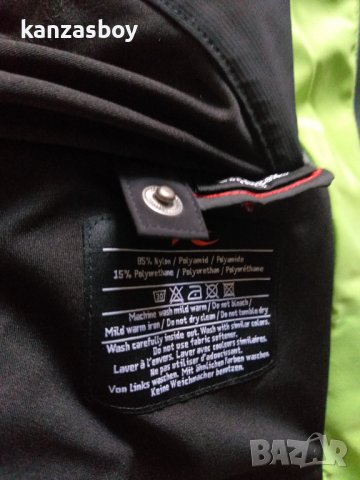 kanzasboy
85% Nylon / Polyamid / Polyamide
15% Polyurethane / Polyurethan / Polyuréthane
Machine wash mild warm / Do not bleach/
Mild warm iron / Do not dry clean / Do not tumble dry
Wash carefully inside out. Wash with similar colors.
Do not use fabric softener.
Laver à l'envers. Laver avec couleurs similaires.
Ne pas utiliser d'adoucissant.
Von links waschen. Mit ähnlichen Farben waschen
Keine Weichmacher benutzen.
BAZAR